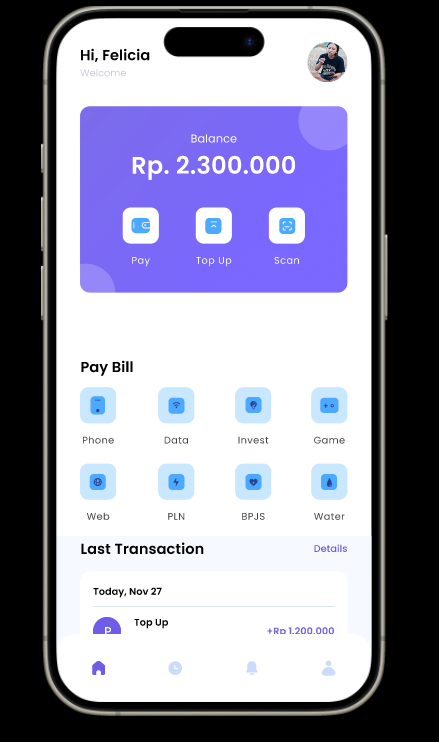 Hi, Felicia
Welcome
Balance
Rp. 2.300.000
Pay Top Up Scan
Pay Bill
Phone Data Invest Game
Web PLN BPJS Water
Last Transaction Details
Today, Nov 27
Top Up
P +Rp 1.200.000